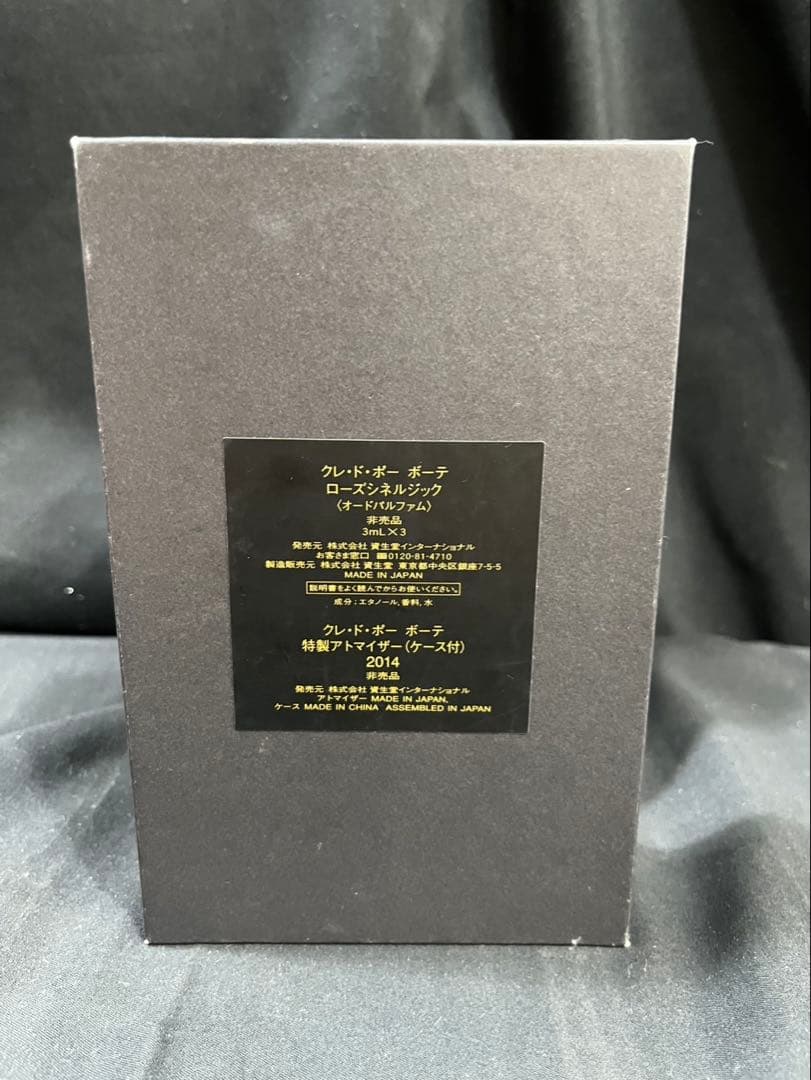 クレ・ド・ポー ボーテ
ローズシネルジック
〈オードパルファム〉
非売品
3mL×3
発売元 株式会社 資生堂インターナショナル
お客さま窓口 0120-81-4710
製造販売元 株式会社 資生堂 東京都中央区銀座7-5-5
MADE IN JAPAN
説明書をよく読んでからお使いください。
成分：エタノール,香料,水
クレ・ド・ポー ボーテ
特製アトマイザー（ケース付）
2014
非売品
発売元 株式会社 資生堂インターナショナル
アトマイザー MADE IN JAPAN,
ケース MADE IN CHINA ASSEMBLED IN JAPAN